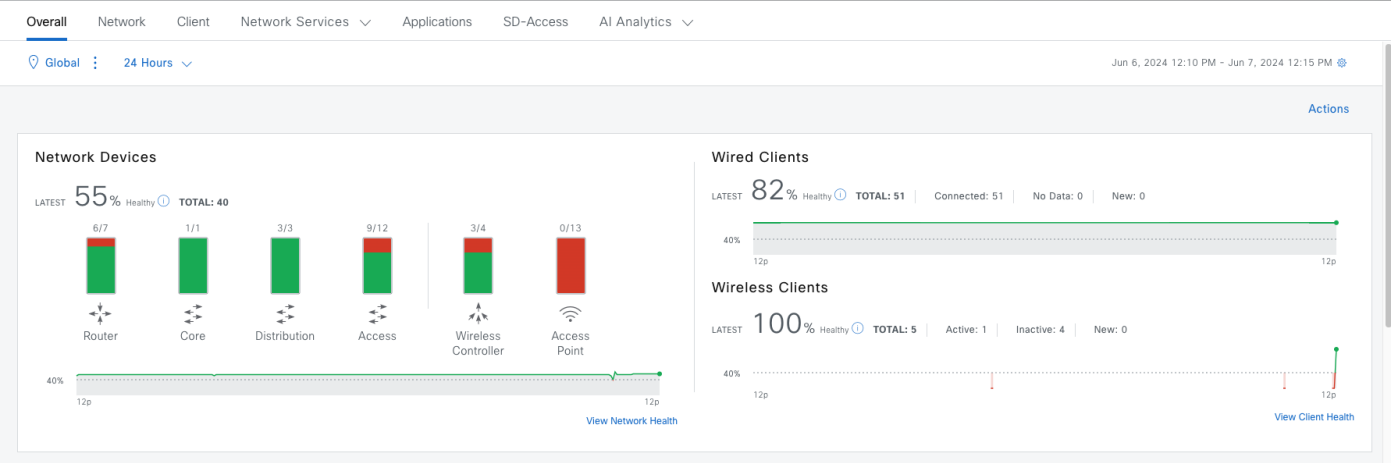 Overall Network Client Network Services Applications SD-Access AI Analytics
Global 24 Hours Jun 6, 2024 12:10 PM - Jun 7, 2024 12:15 PM
Actions
Network Devices
LATEST 55% Healthy TOTAL: 40
6/7 1/1 3/3 9/12 3/4 0/13
Router Core Distribution Access Wireless Controller Access Point
40%
12p 12p
View Network Health
Wired Clients
LATEST 82% Healthy TOTAL: 51 Connected: 51 No Data: 0 New: 0
40%
12p 12p
Wireless Clients
LATEST 100% Healthy TOTAL: 5 Active: 1 Inactive: 4 New: 0
40%
12p 12p
View Client Health